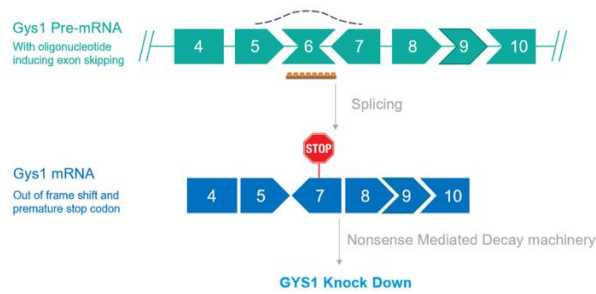 Gys1 Pre-mRNA
With oligonucleotide
inducing exon skipping
4 5 6 7 8 9 10
Splicing
STOP
Gys1 mRNA
Out of frame shift and
premature stop codon
4 5 7 8 9 10
Nonsense Mediated Decay machinery
GYS1 Knock Down